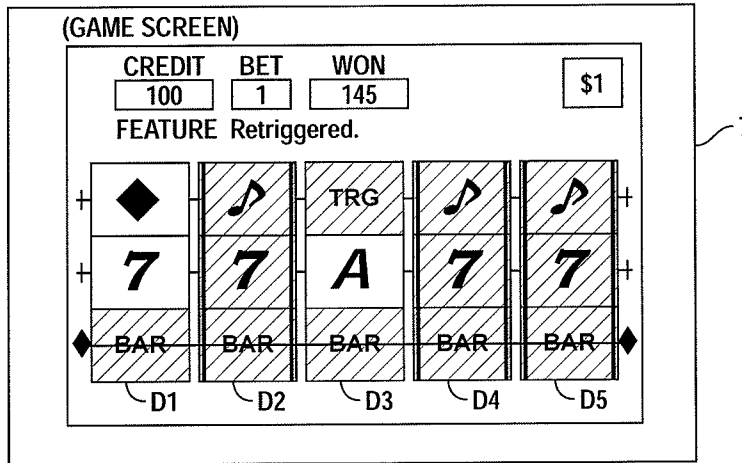 (GAME SCREEN)
CREDIT BET WON
100 1 145 $1
FEATURE Retriggered.
TRG
7 7 A 7 7
BAR BAR BAR BAR BAR
D1 D2 D3 D4 D5